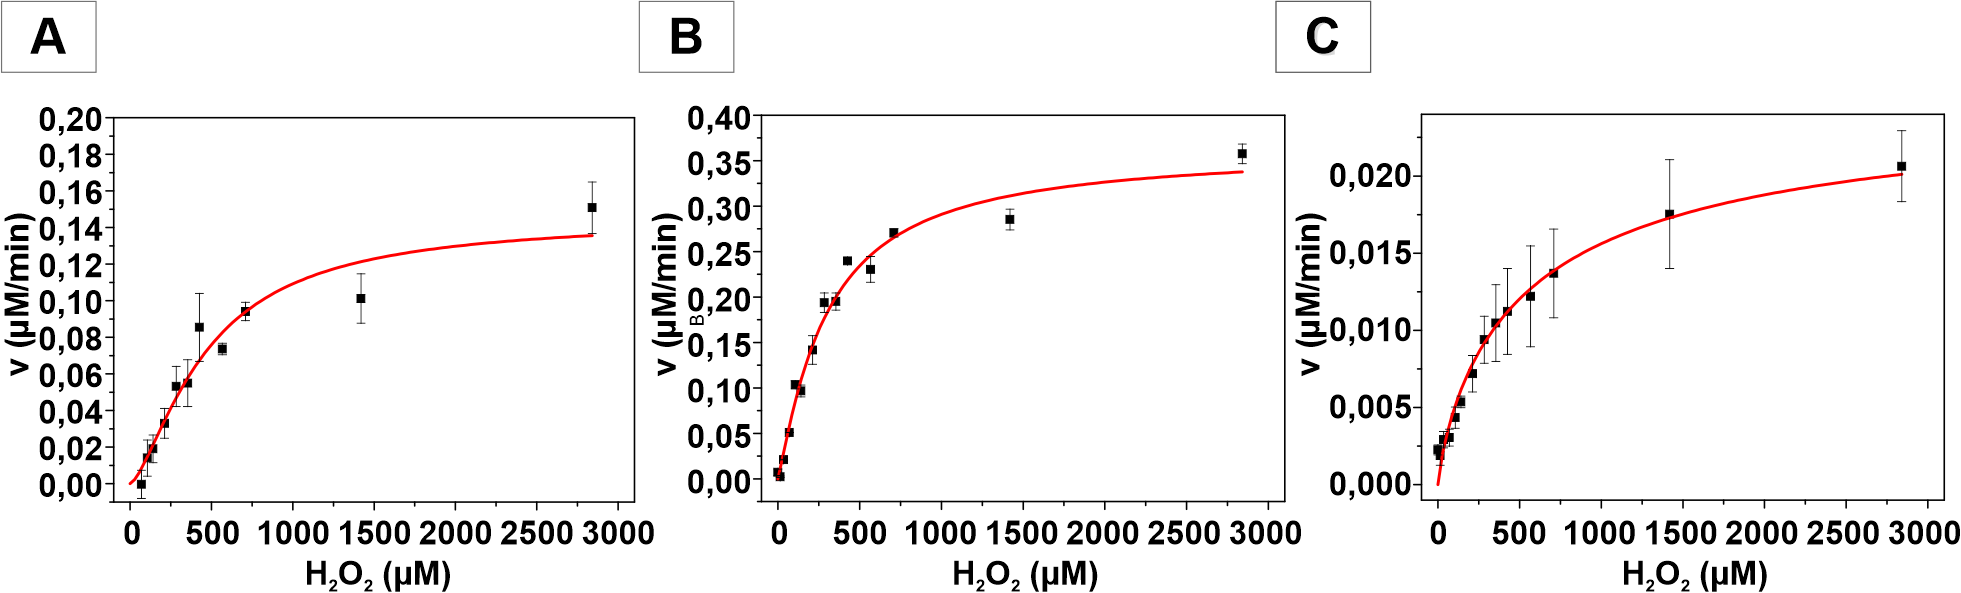 A
B
C
0,20
0,18
0,16
0,14
0,12
0,10
0,08
0,06
0,04
0,02
0,00
v (µM/min)
0 500 1000 1500 2000 2500 3000
H₂O₂ (µM)
0,40
0,35
0,30
0,25
0,20
0,15
0,10
0,05
0,00
v (µM/min)
B
0 500 1000 1500 2000 2500 3000
H₂O₂ (µM)
0,020
0,015
0,010
0,005
0,000
v (µM/min)
0 500 1000 1500 2000 2500 3000
H₂O₂ (µM)